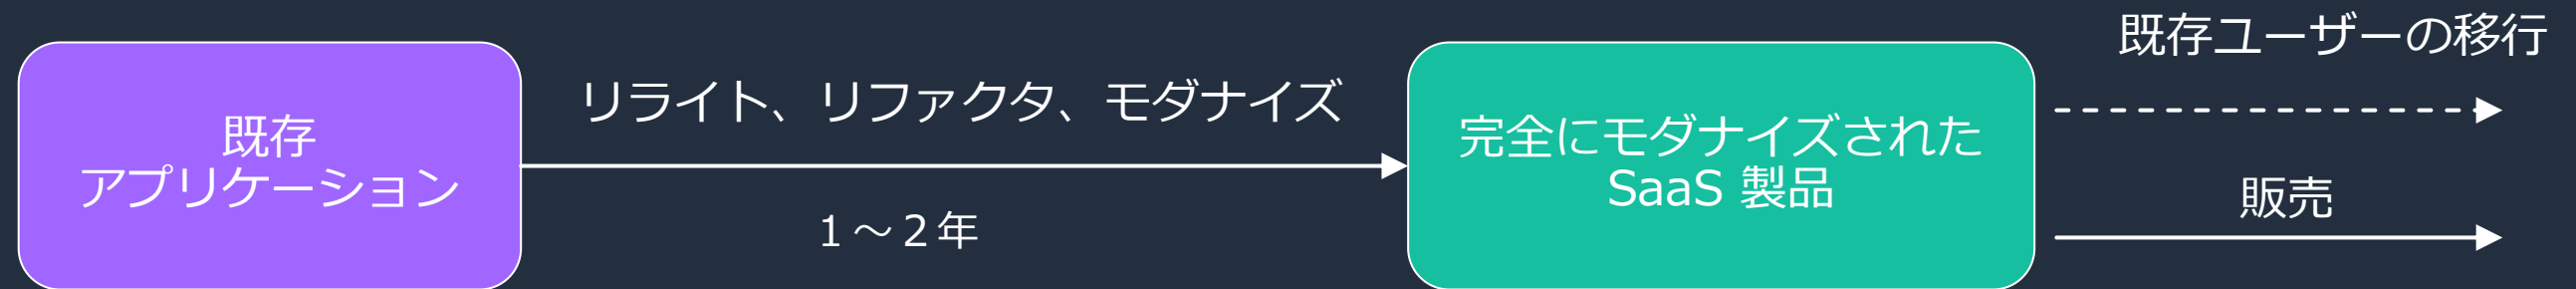 既存
アプリケーション
リライト、リファクタ、モダナイズ
1～2年
完全にモダナイズされた
SaaS 製品
既存ユーザーの移行
販売